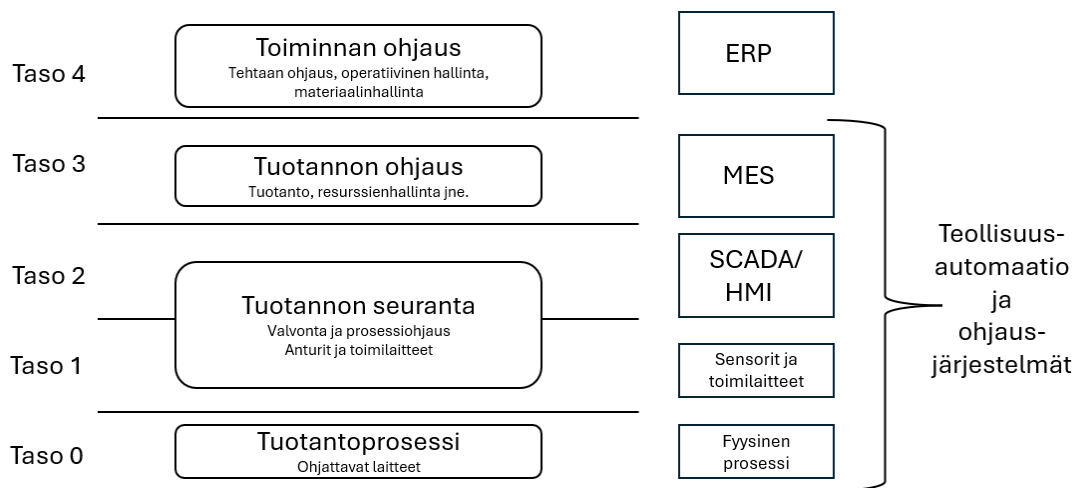 Taso 4
Toiminnan ohjaus
Tehtaan ohjaus, operatiivinen hallinta,
materiaalinhallinta
ERP
Taso 3
Tuotannon ohjaus
Tuotanto, resurssienhallinta jne.
MES
Taso 2
SCADA/
HMI
Tuotannon seuranta
Valvonta ja prosessiohjaus
Anturit ja toimilaitteet
Taso 1
Sensorit ja
toimilaitteet
Taso 0
Tuotantoprosessi
Ohjattavat laitteet
Fyysinen
prosessi
Teollisuus-
automaatio
ja
ohjaus-
järjestelmät